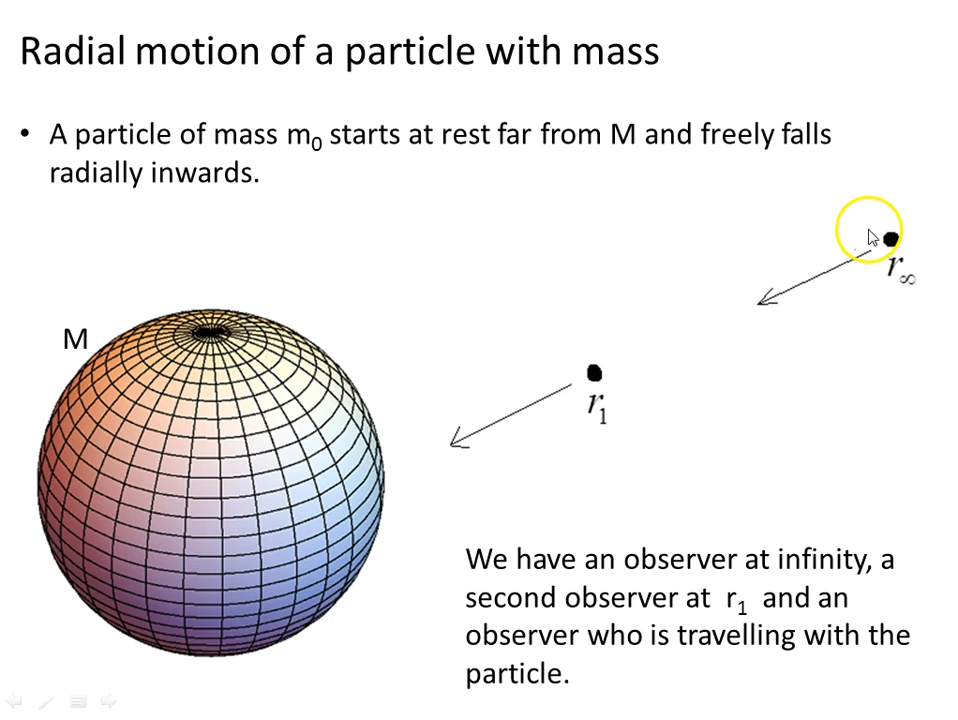 Radial motion of a particle with mass
• A particle of mass m₀ starts at rest far from M and freely falls
radially inwards.
r∞
M
r₁
We have an observer at infinity, a
second observer at r₁ and an
observer who is travelling with the
particle.